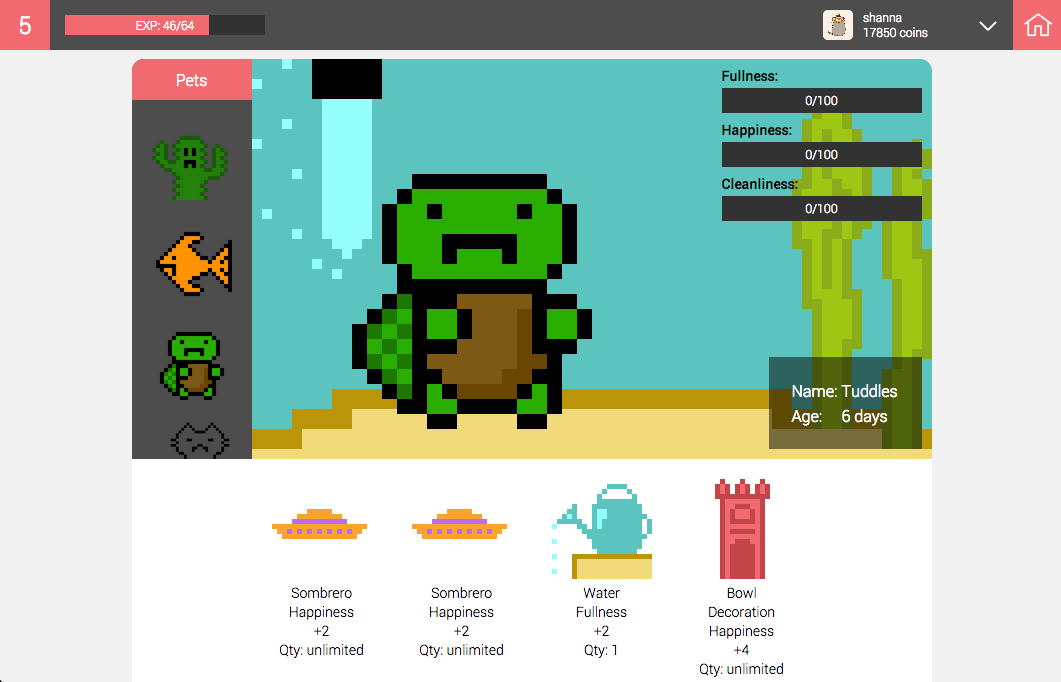 5
EXP: 46/64
shanna
17850 coins
Pets
Fullness:
0/100
Happiness:
0/100
Cleanliness:
0/100
Name: Tuddles
Age: 6 days
Sombrero
Happiness
+2
Qty: unlimited
Sombrero
Happiness
+2
Qty: unlimited
Water
Fullness
+2
Qty: 1
Bowl
Decoration
Happiness
+4
Qty: unlimited